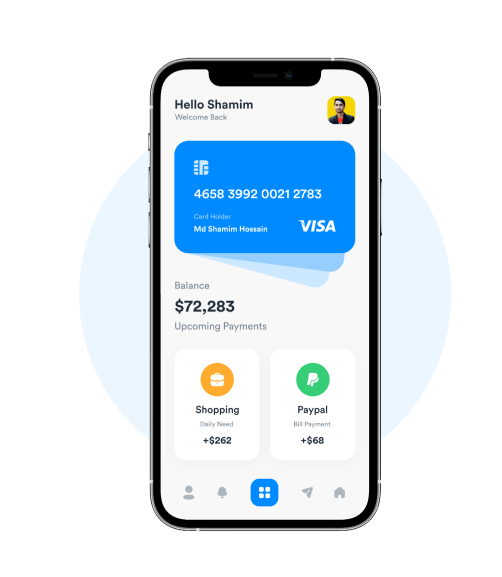 Hello Shamim
Welcome Back
4658 3992 0021 2783
Card Holder
Md Shamim Hossain
VISA
Balance
$72,283
Upcoming Payments
Shopping
Daily Need
+$262
Paypal
Bill Payment
+$68